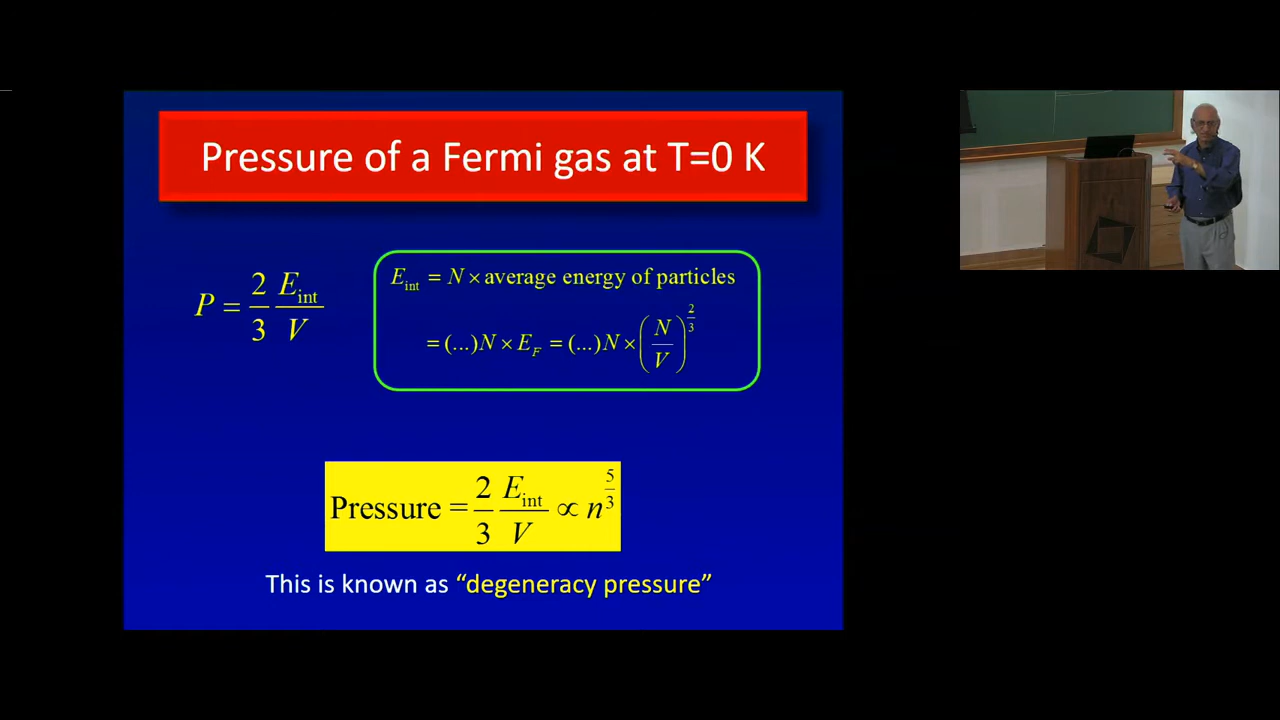 Pressure of a Fermi gas at T=0 K
P = 2/3 E_int/V
E_int = N × average energy of particles
= (...)N × E_F = (...)N × (N/V)^(2/3)
Pressure = 2/3 E_int/V ∝ n^(5/3)
This is known as “degeneracy pressure”